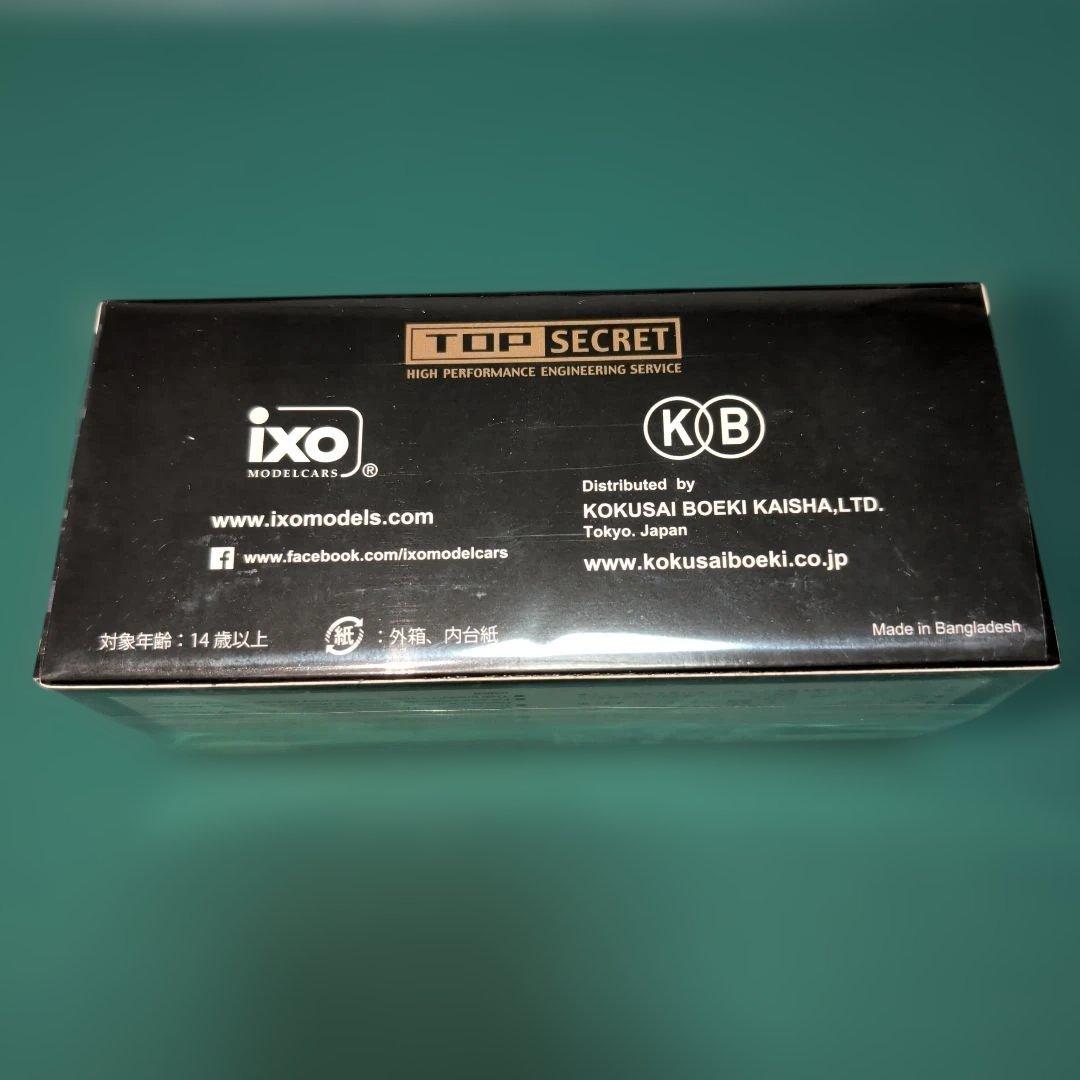 TOP SECRET
HIGH PERFORMANCE ENGINEERING SERVICE
ixo
MODELCARS ®
www.ixomodels.com
f www.facebook.com/ixomodelcars
KB
Distributed by
KOKUSAI BOEKI KAISHA,LTD.
Tokyo. Japan
www.kokusaiboeki.co.jp
対象年齢：14歳以上
紙：外箱、内台紙
Made in Bangladesh